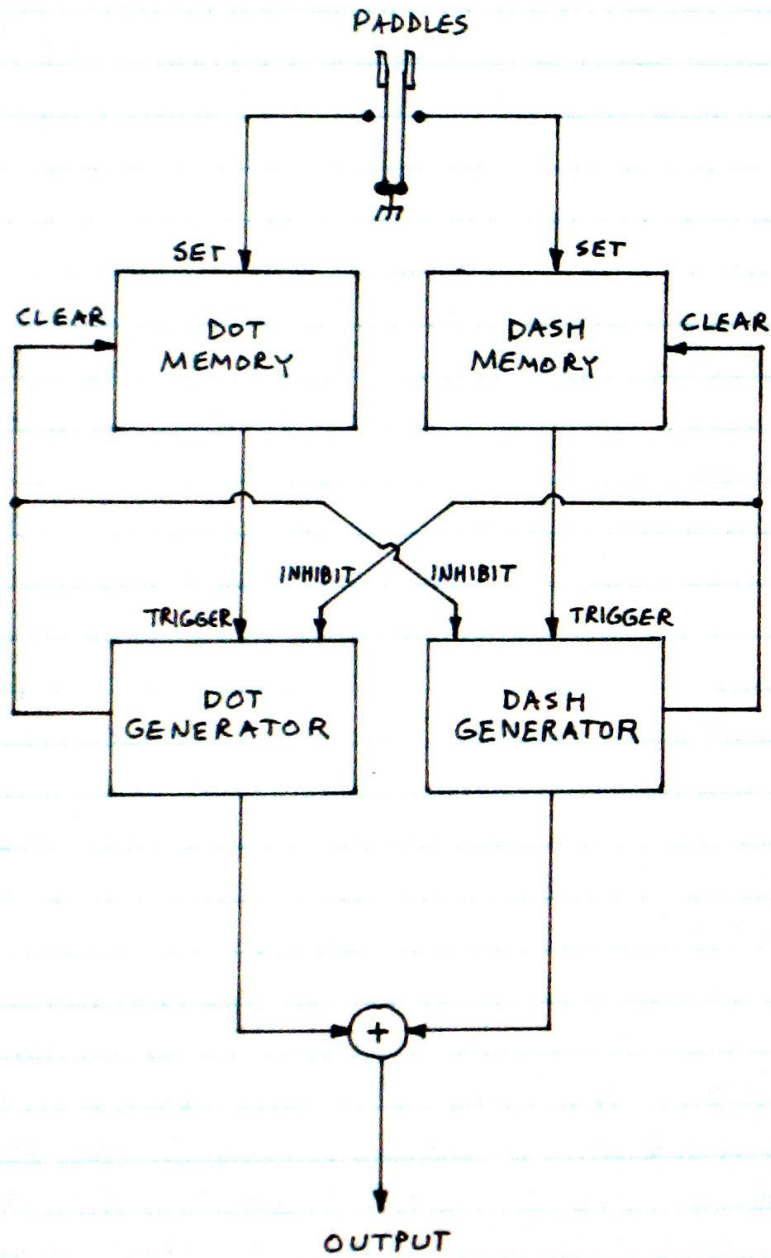 PADDLES
SET
SET
CLEAR
DOT
MEMORY
DASH
MEMORY
CLEAR
INHIBIT
INHIBIT
TRIGGER
TRIGGER
DOT
GENERATOR
DASH
GENERATOR
+
OUTPUT